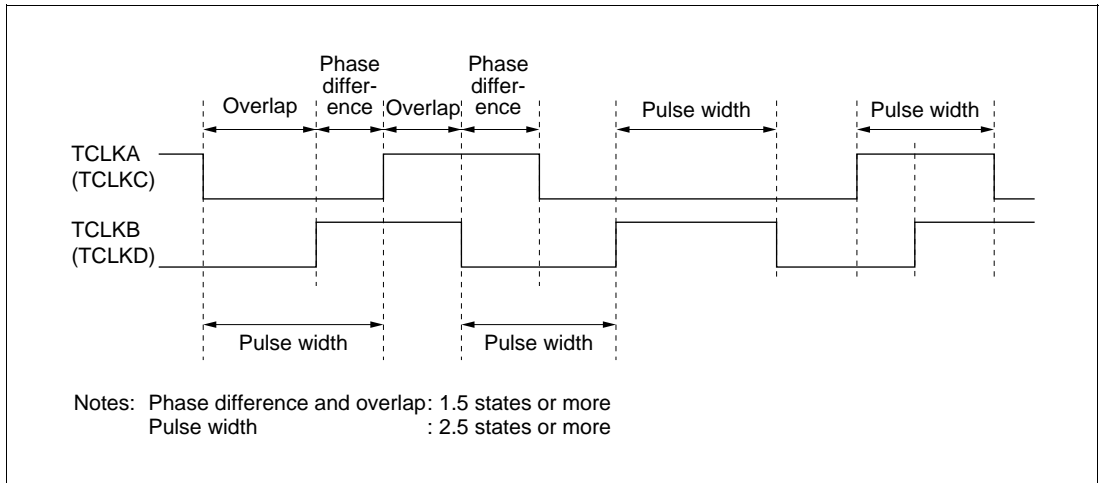 Phase
differ-
ence
Phase
differ-
ence
Overlap
Overlap
Pulse width
Pulse width
TCLKA
(TCLKC)
TCLKB
(TCLKD)
Pulse width
Pulse width
Notes: Phase difference and overlap : 1.5 states or more
Pulse width : 2.5 states or more